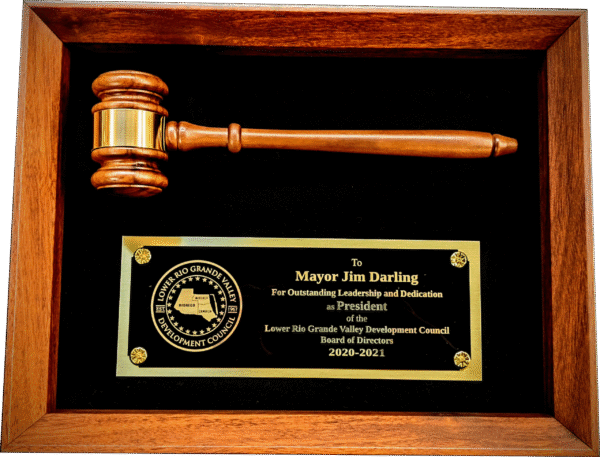 To
Mayor Jim Darling
For Outstanding Leadership and Dedication
as President
of the
Lower Rio Grande Valley Development Council
Board of Directors
2020-2021
LOWER RIO GRANDE VALLEY
DEVELOPMENT COUNCIL